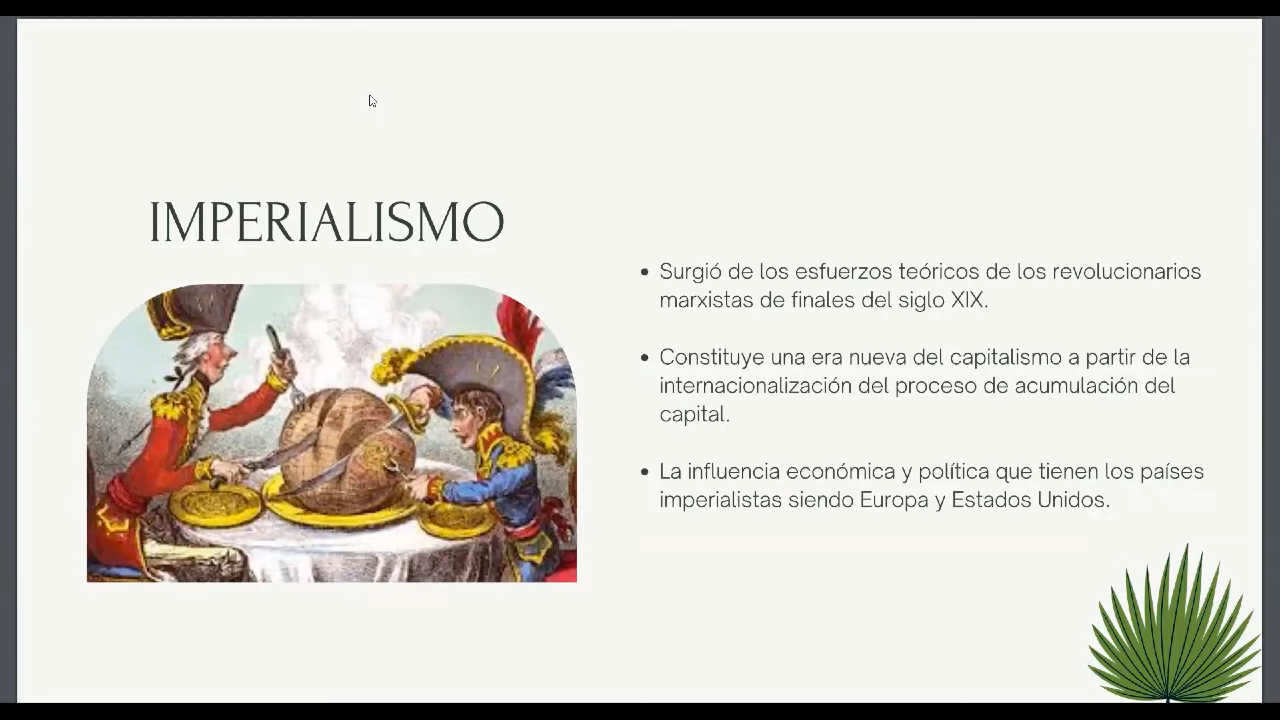 IMPERIALISMO
• Surgió de los esfuerzos teóricos de los revolucionarios
marxistas de finales del siglo XIX.
• Constituye una era nueva del capitalismo a partir de la
internacionalización del proceso de acumulación del
capital.
• La influencia económica y política que tienen los países
imperialistas siendo Europa y Estados Unidos.